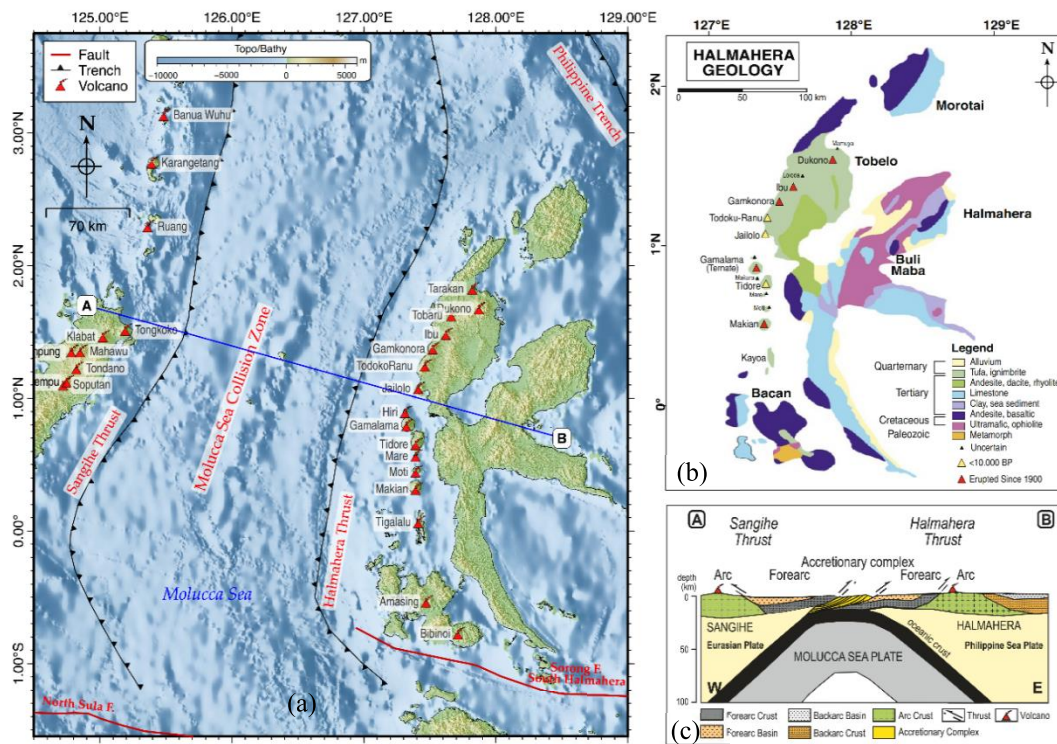 125.00°E
126.00°E
127.00°E
128.00°E
129.00°E
Fault
Trench
Volcano
Topo/Bathy
−10000
−5000
0
5000
m
N
70 km
3.00°N
2.00°N
1.00°N
0.00°
1.00°S
Philippine Trench
Banua Wuhu
Karangetang
Ruang
A
Tongkoko
Klabat
Mahawu
Tondano
Soputan
Tarakan
Dukono
Tobaru
Ibu
Gamkonora
TodokoRanu
Jailolo
Hiri
Gamalama
Tidore
Mare
Moti
Makian
Tigalalu
Amasing
Bibinoi
B
Sangihe Thrust
Molucca Sea Collision Zone
Halmahera Thrust
Molucca Sea
Sorong F.
South Halmahera
North Sula F.
(a)
127°E
128°E
129°E
HALMAHERA
GEOLOGY
0
50
100 km
N
2°N
1°N
0°
Morotai
Dukono
Tobelo
Ibu
Gamkonora
Todoku-Ranu
Jailolo
Halmahera
Buli
Maba
Gamalama
(Ternate)
Tidore
Makian
Kayoa
Bacan
Legend
Quarternary
Tertiary
Cretaceous
Paleozoic
Alluvium
Tufa, ignimbrite
Andesite, dacite, rhyolite
Limestone
Clay, sea sediment
Andesite, basaltic
Ultramafic, ophiolite
Metamorph
Uncertain
<10.000 BP
Erupted Since 1900
(b)
A
Sangihe
Thrust
Halmahera
Thrust
B
Accretionary complex
Arc
Forearc
Forearc
Arc
depth
(km)
0
50
100
SANGIHE
Eurasian Plate
MOLUCCA SEA PLATE
oceanic crust
HALMAHERA
Philippine Sea Plate
W
E
Forearc Crust
Backarc Basin
Arc Crust
Thrust
Volcano
Forearc Basin
Backarc Crust
Accretionary Complex
(c)